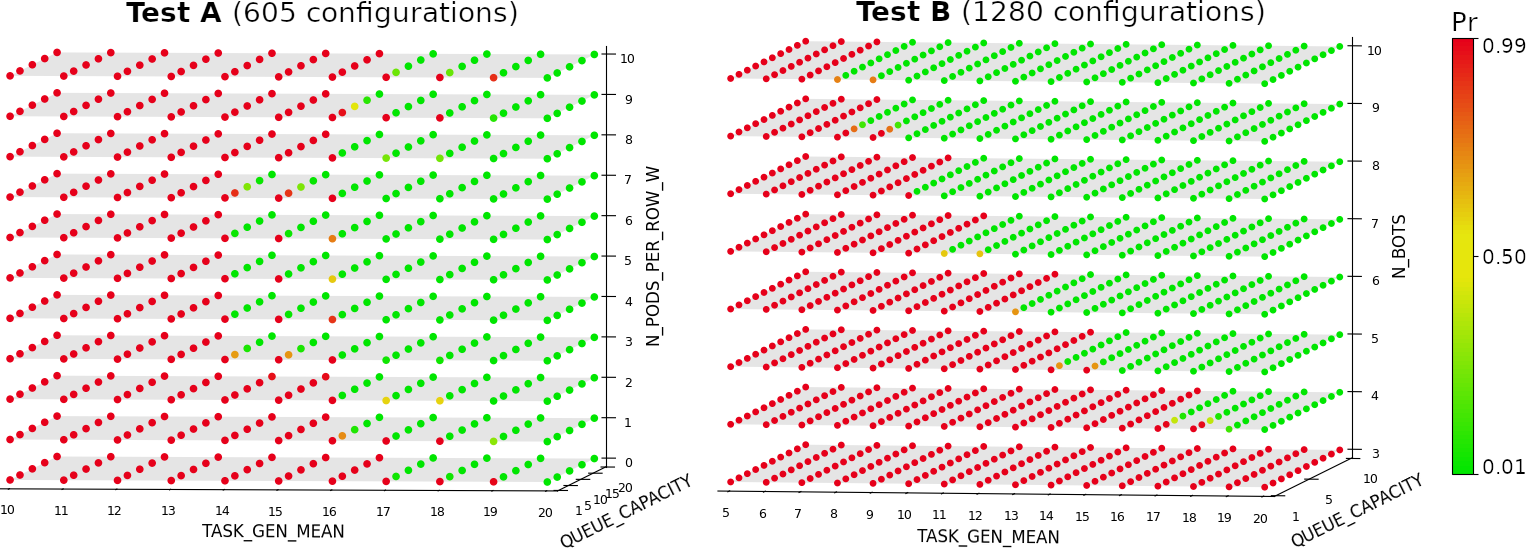 Test A (605 configurations)
10
9
8
7
6
5
4
3
2
1
0
N_PODS_PER_ROW_W
10 11 12 13 14 15 16 17 18 19 20
TASK_GEN_MEAN
5 10 15 20
QUEUE_CAPACITY
Test B (1280 configurations)
10
9
8
7
6
5
4
3
N_BOTS
5 6 7 8 9 10 11 12 13 14 15 16 17 18 19 20
TASK_GEN_MEAN
1 5 10
QUEUE_CAPACITY
Pr
0.99
0.50
0.01